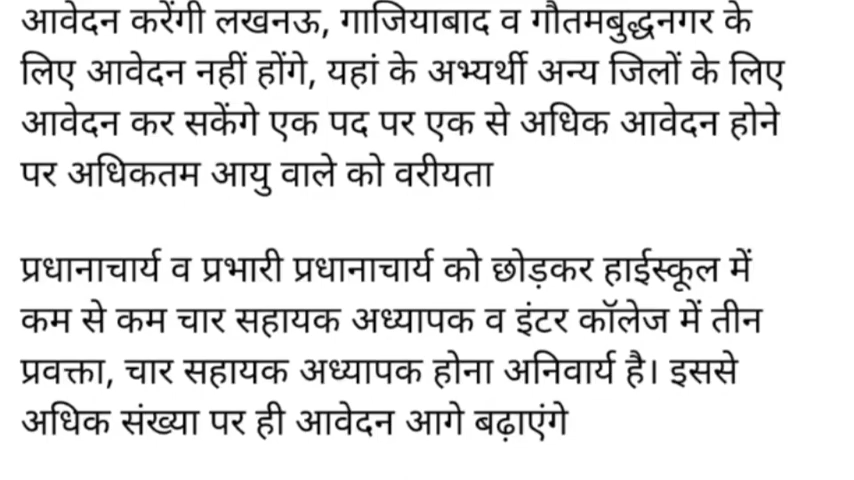 आवेदन करेंगी लखनऊ, गाजियाबाद व गौतमबुद्धनगर के
लिए आवेदन नहीं होंगे, यहां के अभ्यर्थी अन्य जिलों के लिए
आवेदन कर सकेंगे एक पद पर एक से अधिक आवेदन होने
पर अधिकतम आयु वाले को वरीयता
प्रधानाचार्य व प्रभारी प्रधानाचार्य को छोड़कर हाईस्कूल में
कम से कम चार सहायक अध्यापक व इंटर कॉलेज में तीन
प्रवक्ता, चार सहायक अध्यापक होना अनिवार्य है। इससे
अधिक संख्या पर ही आवेदन आगे बढ़ाएंगे